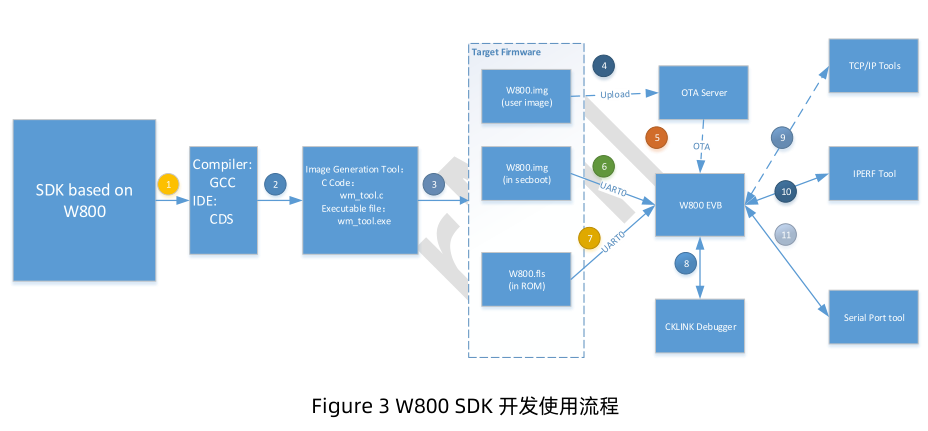 SDK based on
W800
1
Compiler:
GCC
IDE:
CDS
2
Image Generation Tool:
C Code:
wm_tool.c
Executable file:
wm_tool.exe
3
Target Firmware
W800.img
(user image)
W800.img
(in secboot)
W800.fls
(in ROM)
4
Upload
OTA Server
5
OTA
6
UART0
7
UART0
W800 EVB
8
CKLINK Debugger
9
TCP/IP Tools
10
IPERF Tool
11
Serial Port tool
Figure 3 W800 SDK 开发使用流程